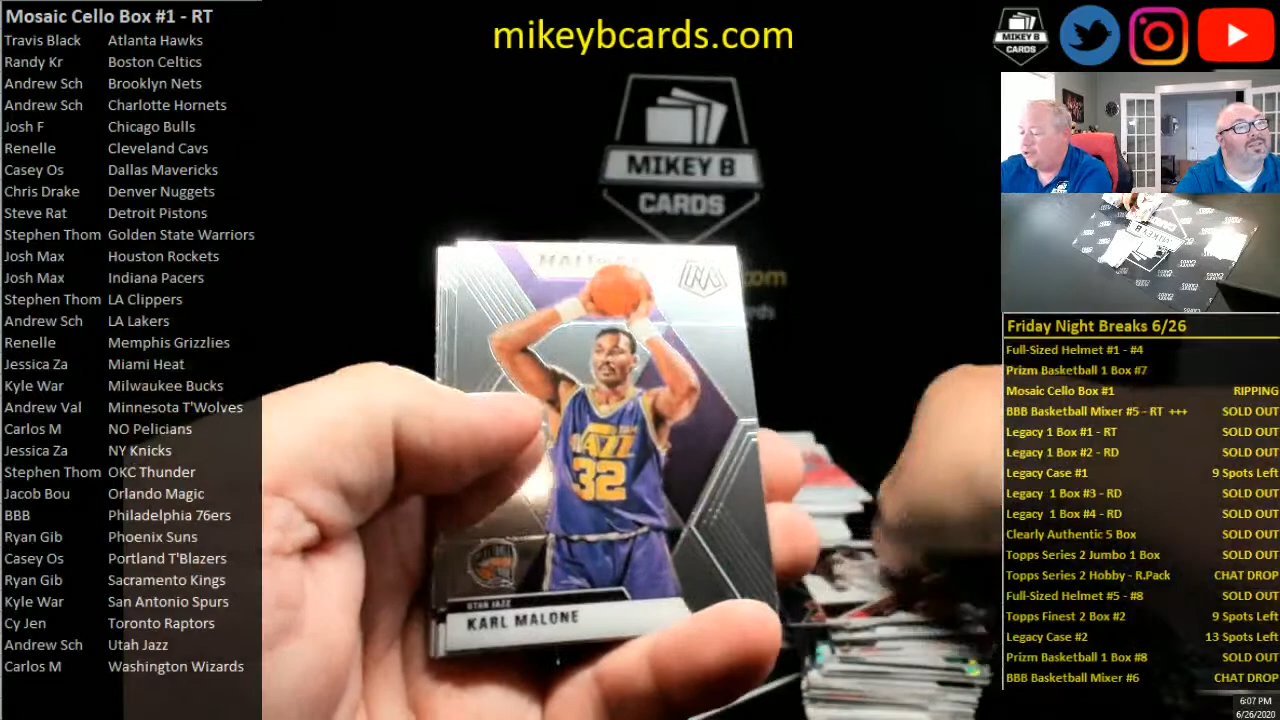 Mosaic Cello Box #1 - RT
Travis Black Atlanta Hawks
Randy Kr Boston Celtics
Andrew Sch Brooklyn Nets
Andrew Sch Charlotte Hornets
Josh F Chicago Bulls
Renelle Cleveland Cavs
Casey Os Dallas Mavericks
Chris Drake Denver Nuggets
Steve Rat Detroit Pistons
Stephen Thom Golden State Warriors
Josh Max Houston Rockets
Josh Max Indiana Pacers
Stephen Thom LA Clippers
Andrew Sch LA Lakers
Renelle Memphis Grizzlies
Jessica Za Miami Heat
Kyle War Milwaukee Bucks
Andrew Val Minnesota T'Wolves
Carlos M NO Pelicians
Jessica Za NY Knicks
Stephen Thom OKC Thunder
Jacob Bou Orlando Magic
BBB Philadelphia 76ers
Ryan Gib Phoenix Suns
Casey Os Portland T'Blazers
Ryan Gib Sacramento Kings
Kyle War San Antonio Spurs
Cy Jen Toronto Raptors
Andrew Sch Utah Jazz
Carlos M Washington Wizards
mikeybcards.com
MIKEY B
CARDS
.com
JAZZ
32
UTAH JAZZ
KARL MALONE
MIKEY B
CARDS
MIKEY B
Friday Night Breaks 6/26
Full-Sized Helmet #1 - #4
Prizm Basketball 1 Box #7
Mosaic Cello Box #1 RIPPING
BBB Basketball Mixer #5 - RT +++ SOLD OUT
Legacy 1 Box #1 - RT SOLD OUT
Legacy 1 Box #2 - RD SOLD OUT
Legacy Case #1 9 Spots Left
Legacy 1 Box #3 - RD SOLD OUT
Legacy 1 Box #4 - RD SOLD OUT
Clearly Authentic 5 Box SOLD OUT
Topps Series 2 Jumbo 1 Box SOLD OUT
Topps Series 2 Hobby - R.Pack CHAT DROP
Full-Sized Helmet #5 - #8 SOLD OUT
Topps Finest 2 Box #2 9 Spots Left
Legacy Case #2 13 Spots Left
Prizm Basketball 1 Box #8 SOLD OUT
BBB Basketball Mixer #6 CHAT DROP
6:07 PM
6/26/2020